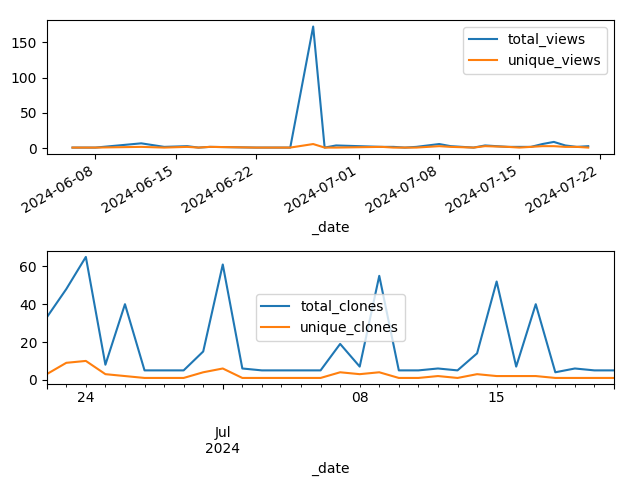 total_views
unique_views
150
100
50
0
2024-06-08
2024-06-15
2024-06-22
2024-07-01
2024-07-08
2024-07-15
2024-07-22
_date
total_clones
unique_clones
60
40
20
0
24
Jul
2024
08
15
_date